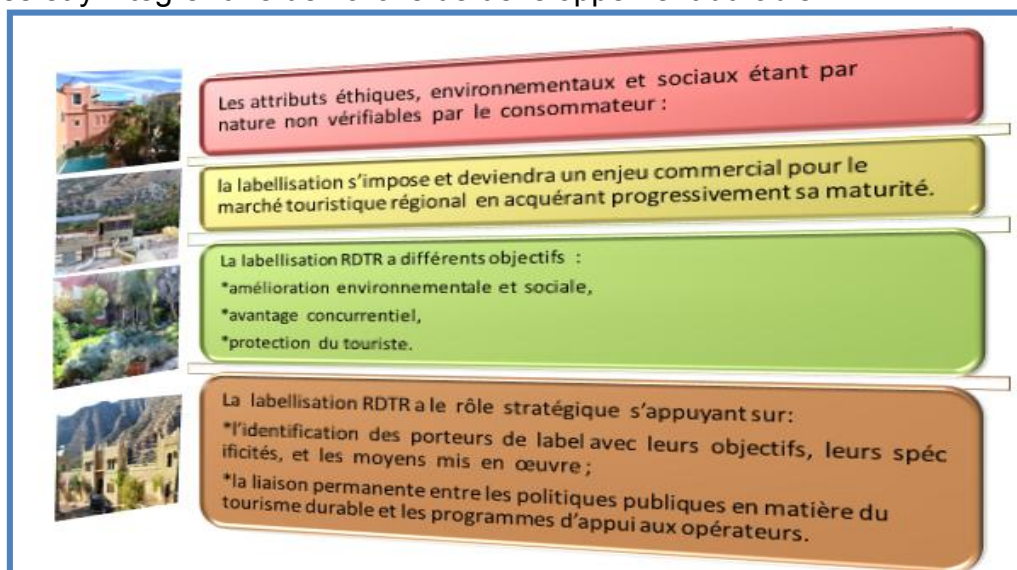 Les attributs éthiques, environnementaux et sociaux étant par
nature non vérifiables par le consommateur :
la labellisation s'impose et deviendra un enjeu commercial pour le
marché touristique régional en acquérant progressivement sa maturité.
La labellisation RDTR a différents objectifs :
*amélioration environnementale et sociale,
*avantage concurrentiel,
*protection du touriste.
La labellisation RDTR a le rôle stratégique s'appuyant sur:
*l'identification des porteurs de label avec leurs objectifs, leurs spéc
ificités, et les moyens mis en œuvre ;
*la liaison permanente entre les politiques publiques en matière du
tourisme durable et les programmes d'appui aux opérateurs.